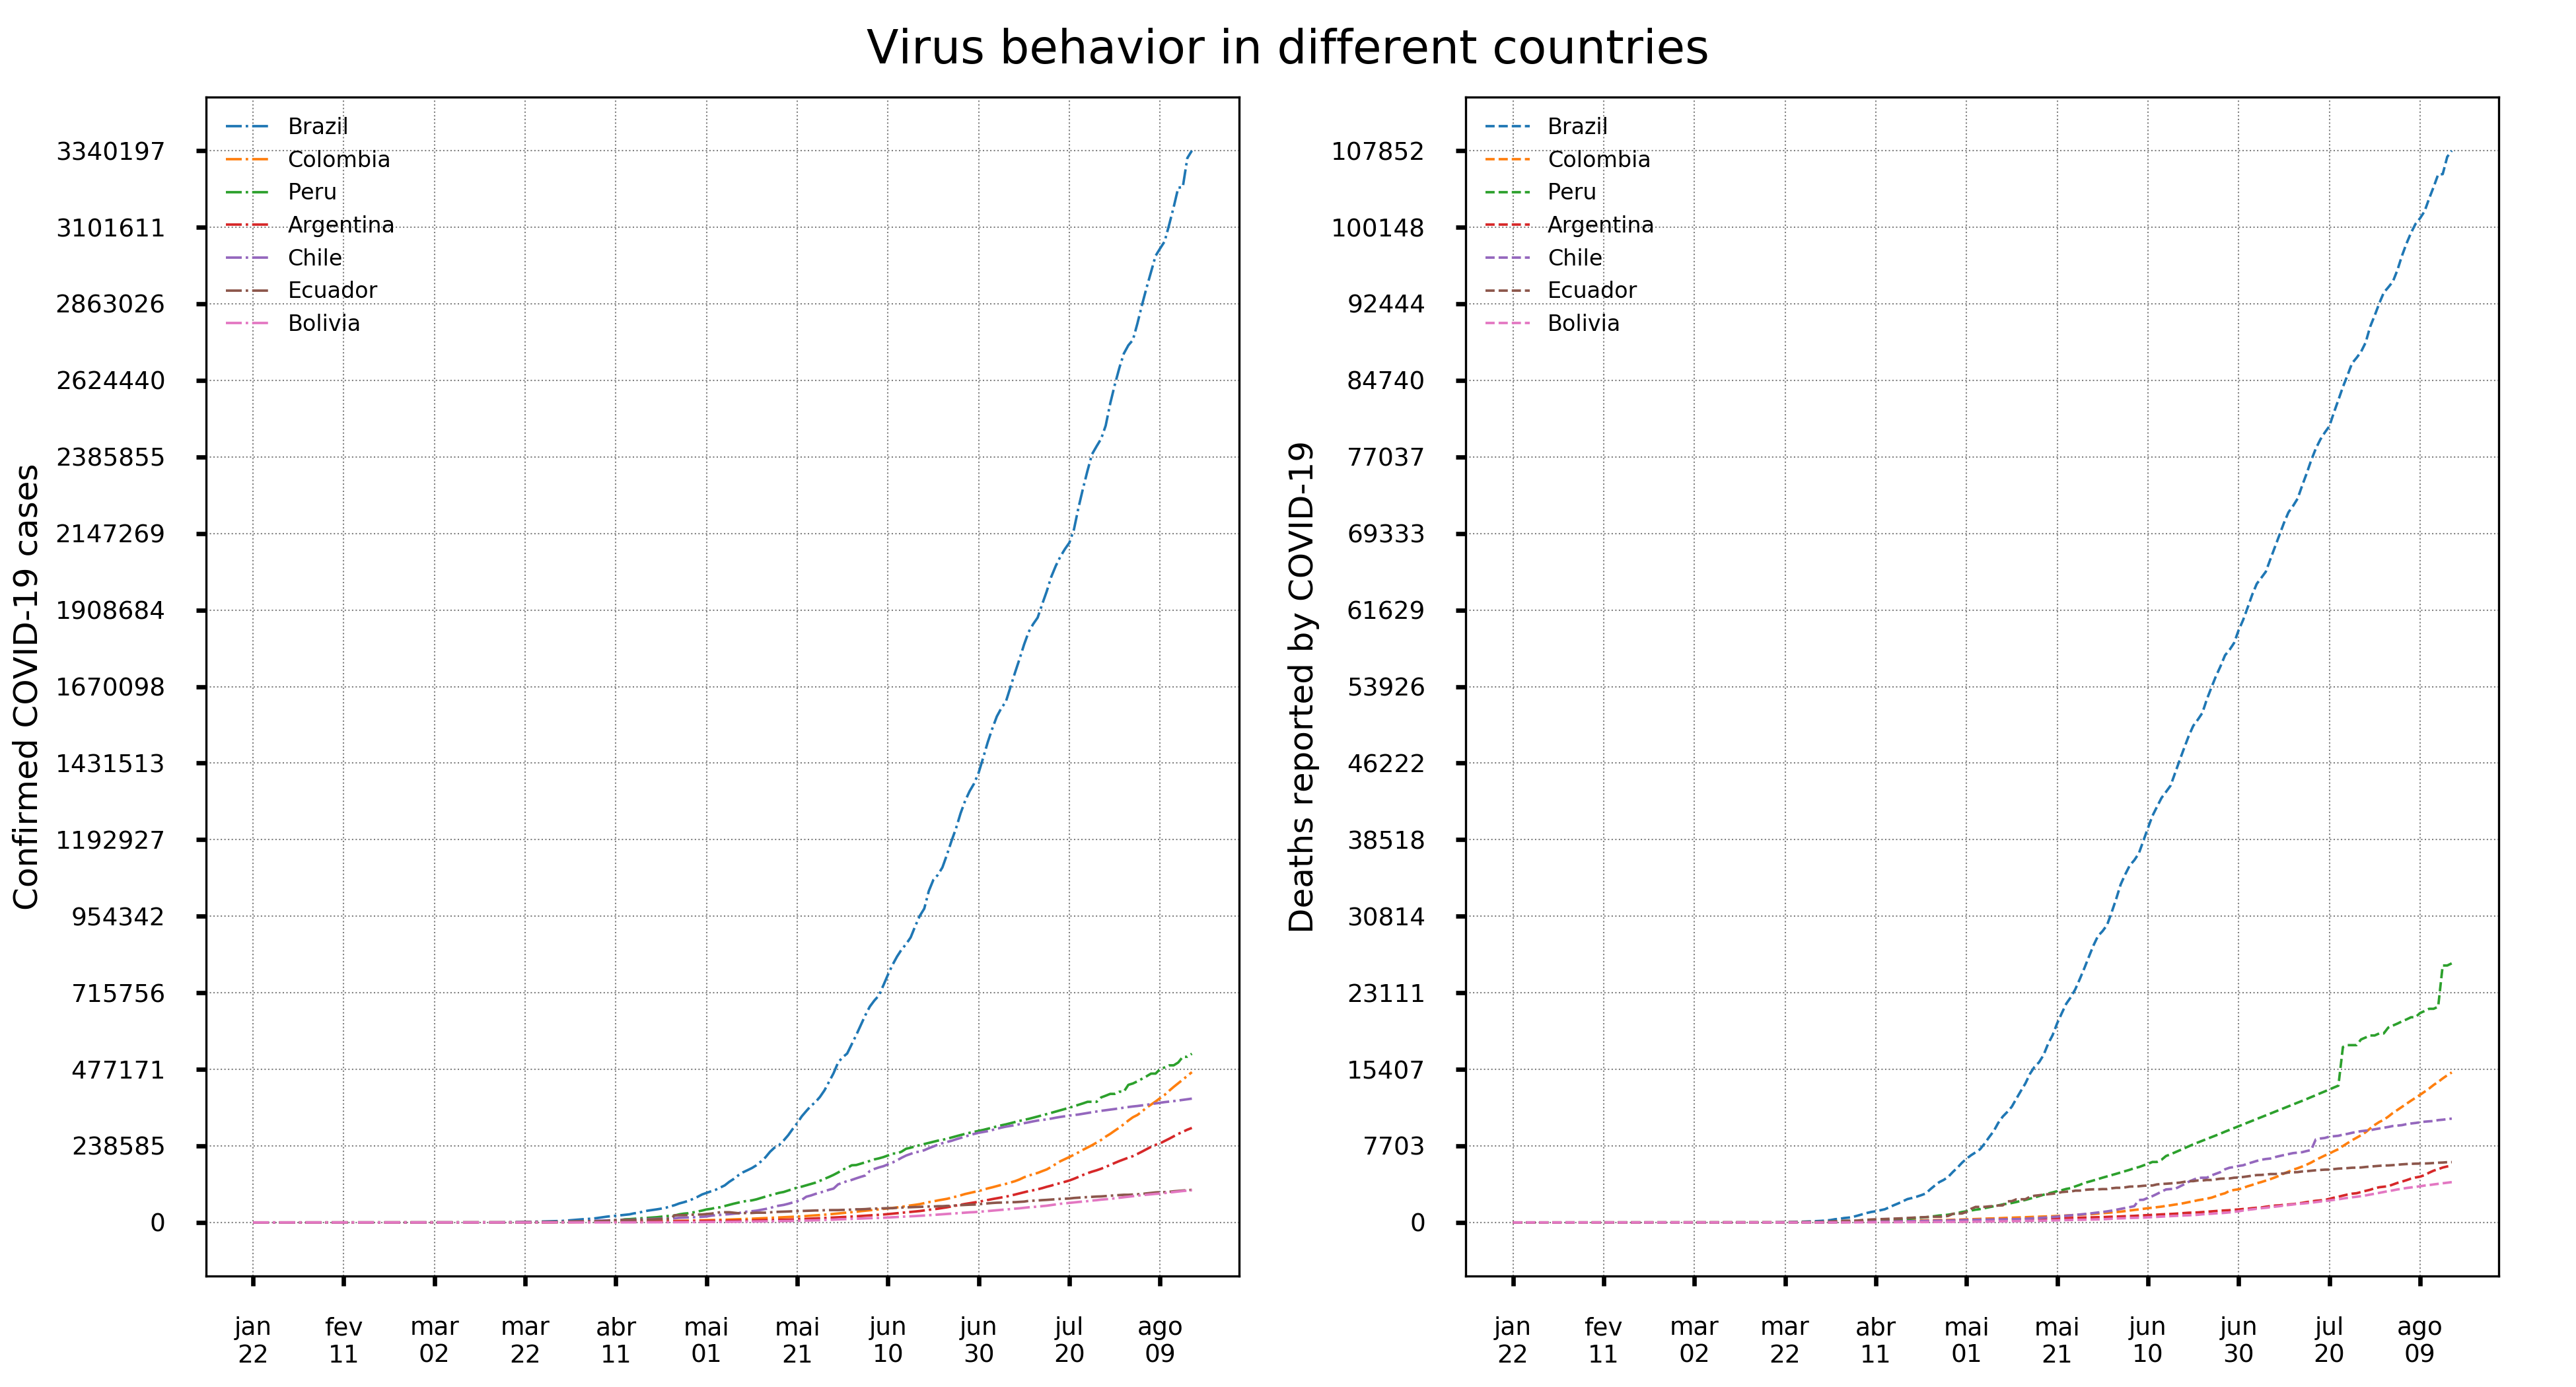 Virus behavior in different countries
Confirmed COVID-19 cases
Brazil
Colombia
Peru
Argentina
Chile
Ecuador
Bolivia
3340197
3101611
2863026
2624440
2385855
2147269
1908684
1670098
1431513
1192927
954342
715756
477171
238585
0
jan fev mar mar abr mai mai jun jun jul ago
22 11 02 22 11 01 21 10 30 20 09
Deaths reported by COVID-19
Brazil
Colombia
Peru
Argentina
Chile
Ecuador
Bolivia
107852
100148
92444
84740
77037
69333
61629
53926
46222
38518
30814
23111
15407
7703
0
jan fev mar mar abr mai mai jun jun jul ago
22 11 02 22 11 01 21 10 30 20 09